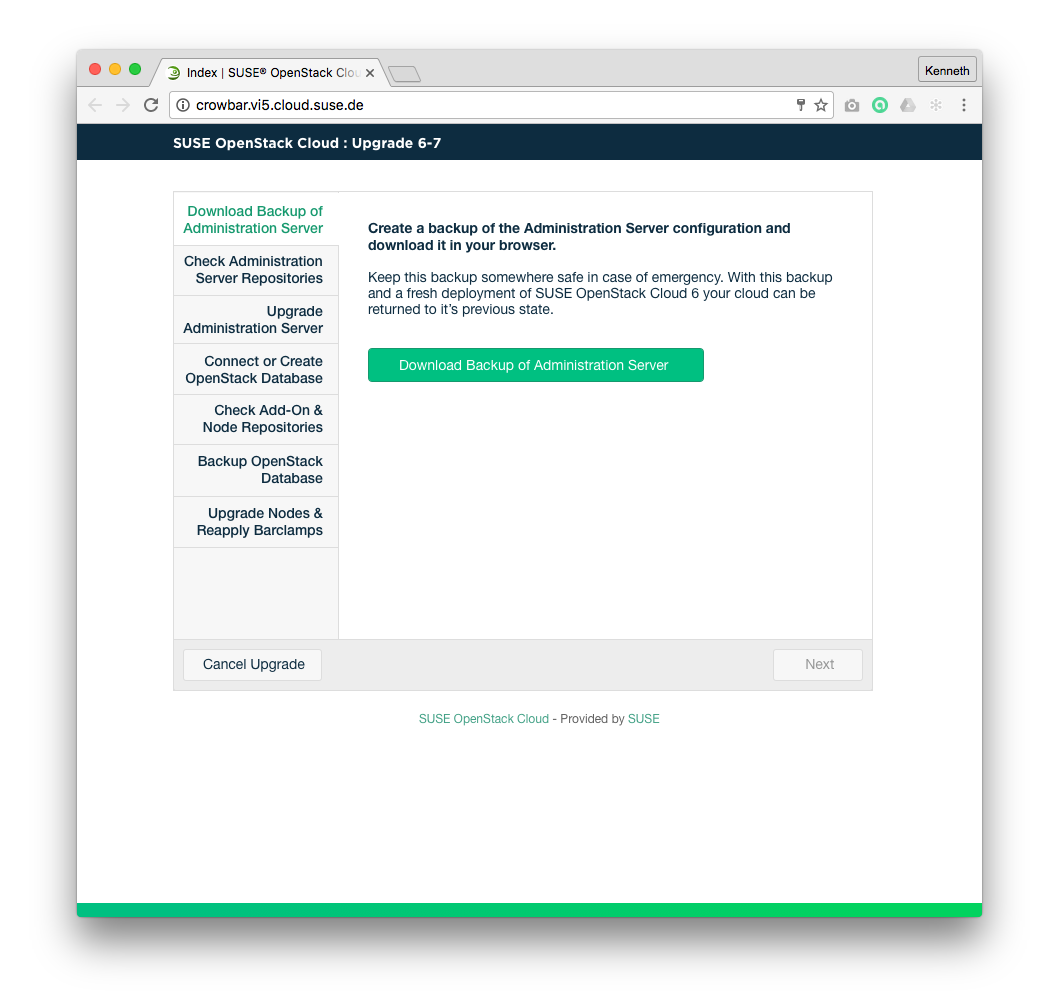 Index | SUSE® OpenStack Clou
Kenneth
crowbar.vi5.cloud.suse.de
SUSE OpenStack Cloud : Upgrade 6-7
Download Backup of
Administration Server
Check Administration
Server Repositories
Upgrade
Administration Server
Connect or Create
OpenStack Database
Check Add-On &
Node Repositories
Backup OpenStack
Database
Upgrade Nodes &
Reapply Barclamps
Create a backup of the Administration Server configuration and
download it in your browser.
Keep this backup somewhere safe in case of emergency. With this backup
and a fresh deployment of SUSE OpenStack Cloud 6 your cloud can be
returned to it’s previous state.
Download Backup of Administration Server
Cancel Upgrade
Next
SUSE OpenStack Cloud - Provided by SUSE